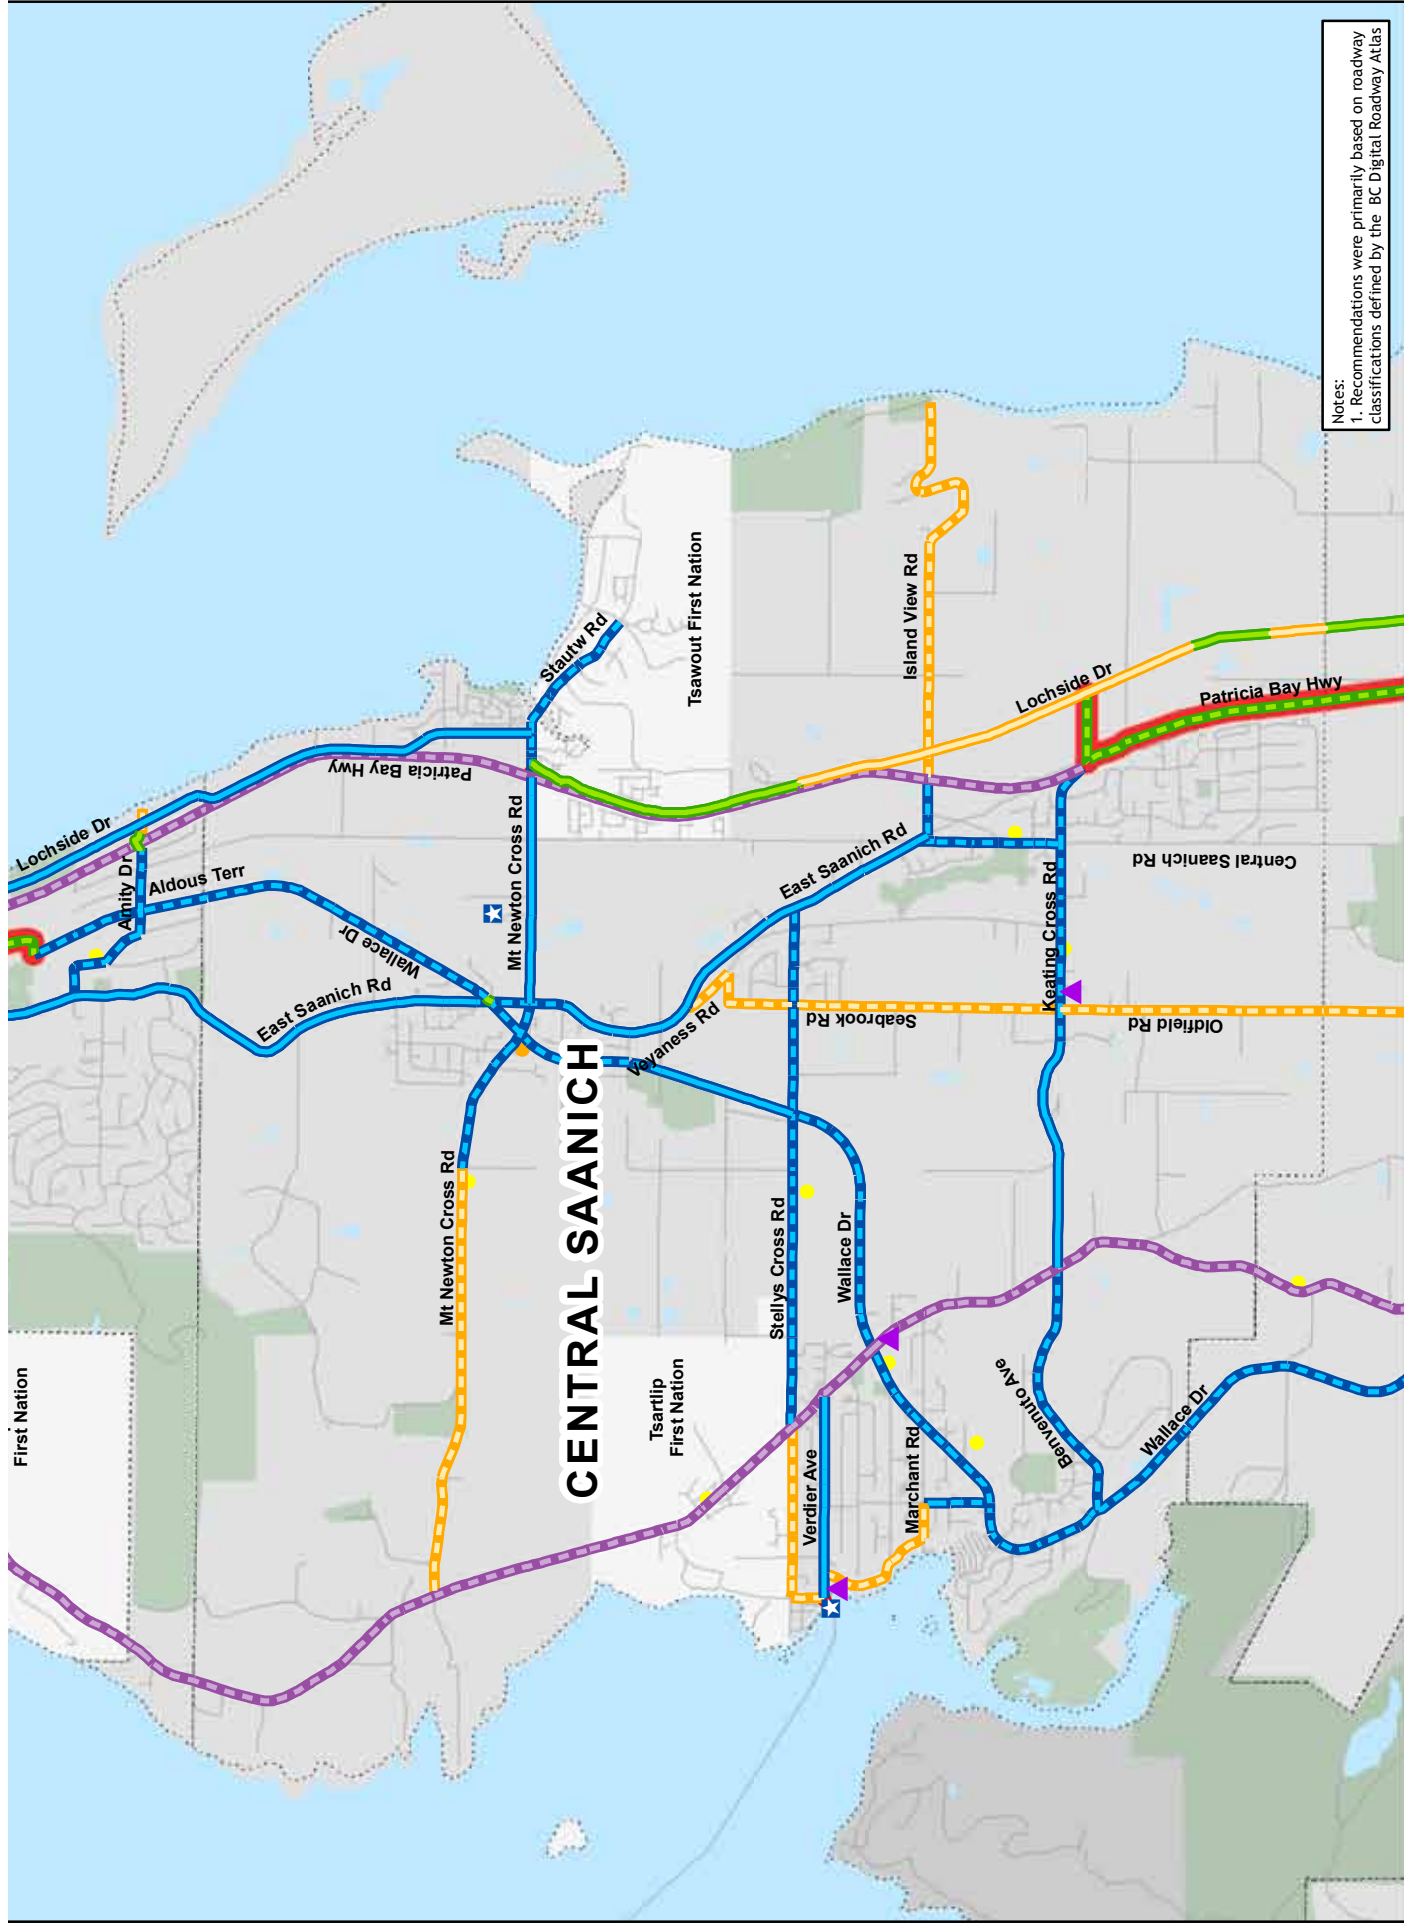 Lochside Dr
Patricia Bay Hwy
Amity Dr
Aldous Terr
Wallace Dr
East Saanich Rd
Mt Newton Cross Rd
Stautw Rd
Tsawout First Nation
Island View Rd
Lochside Dr
Patricia Bay Hwy
East Saanich Rd
Central Saanich Rd
Keating Cross Rd
Veyaness Rd
Seabrook Rd
Oldfield Rd
CENTRAL SAANICH
Mt Newton Cross Rd
Stellys Cross Rd
Wallace Dr
First Nation
Tsartlip
First Nation
Verdier Ave
Marchant Rd
Benvenuto Ave
Wallace Dr
Notes:
1. Recommendations were primarily based on roadway
classifications defined by the BC Digital Roadway Atlas